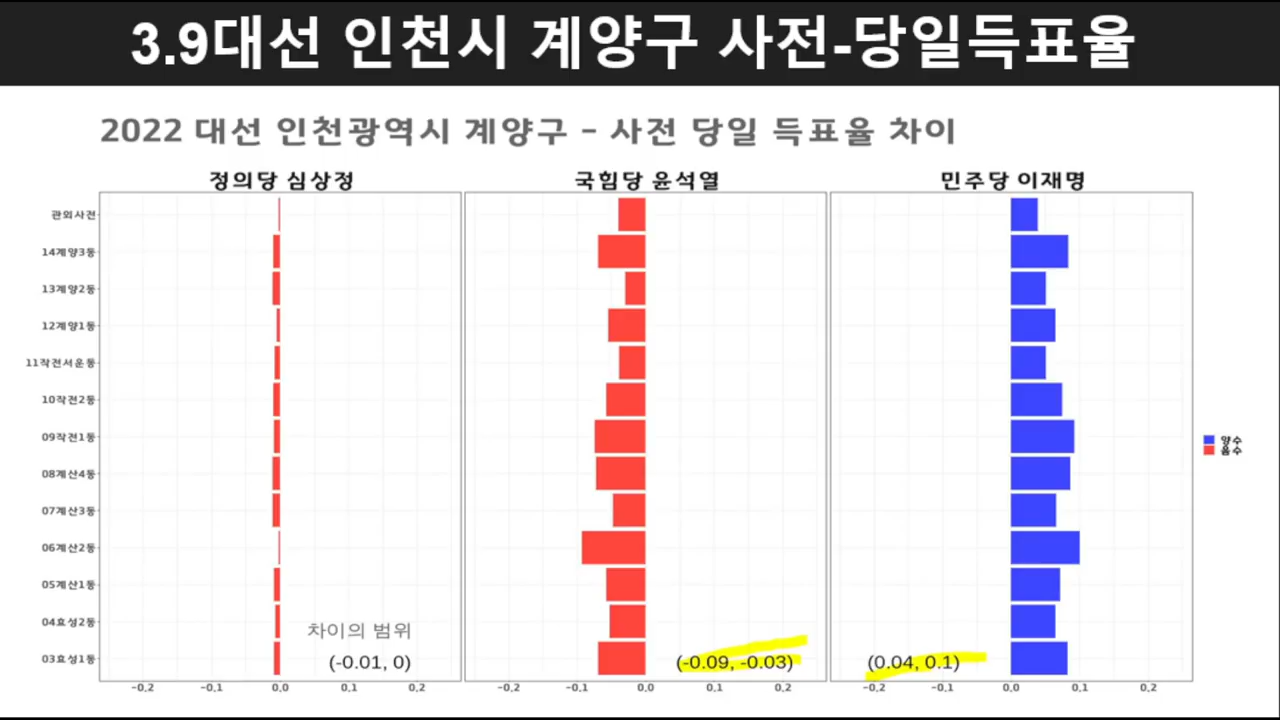 3.9대선 인천시 계양구 사전-당일득표율
2022 대선 인천광역시 계양구 - 사전 당일 득표율 차이
정의당 심상정
국힘당 윤석열
민주당 이재명
관외사전
14계양3동
13계양2동
12계양1동
11작전서운동
10작전2동
09작전1동
08계산4동
07계산3동
06계산2동
05계산1동
04효성2동
03효성1동
차이의 범위
(-0.01, 0)
(-0.09, -0.03)
(0.04, 0.1)
-0.2 -0.1 0.0 0.1 0.2
-0.2 -0.1 0.0 0.1 0.2
-0.2 -0.1 0.0 0.1 0.2
양수
음수